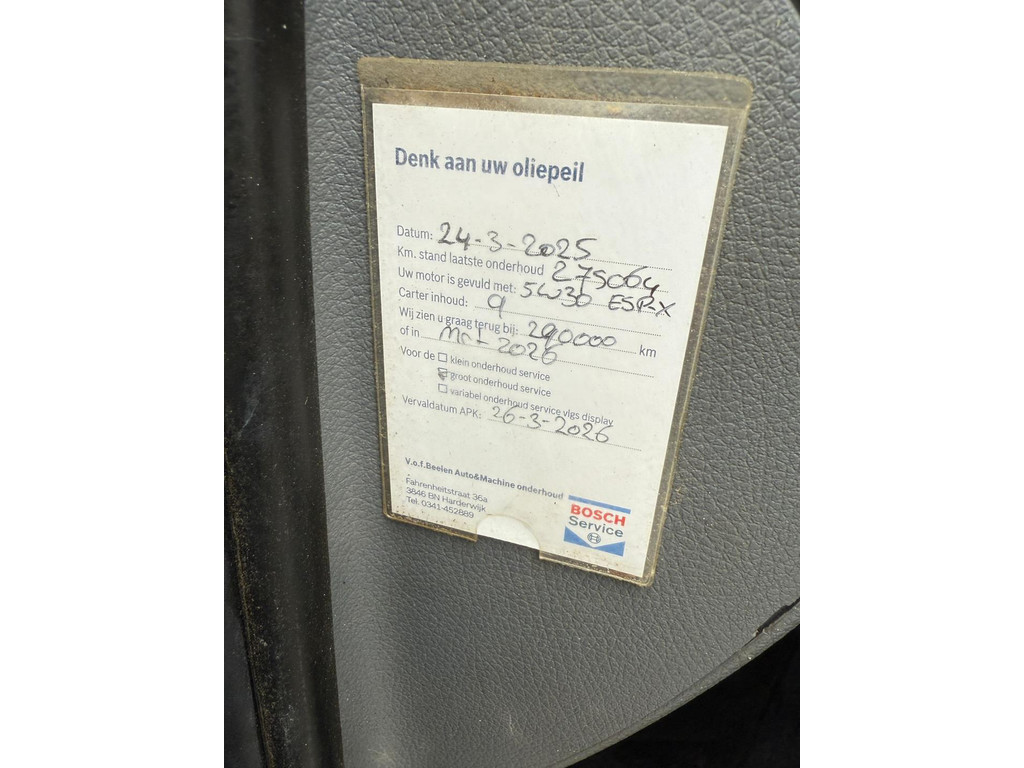 Denk aan uw oliepeil
Datum: 24-3-2025
Km. stand laatste onderhoud 275064
Uw motor is gevuld met: 5W30 ESP-X
Carter inhoud: 9
Wij zien u graag terug bij: 290000 km
of in Mrt 2026
Voor de klein onderhoud service
groot onderhoud service
variabel onderhoud service vlgs display
Vervaldatum APK: 26-3-2026
V.o.f. Beelen Auto&Machine onderhoud
Fahrenheitstraat 36a
3846 BN Harderwijk
Tel. 0341-452889
BOSCH
Service